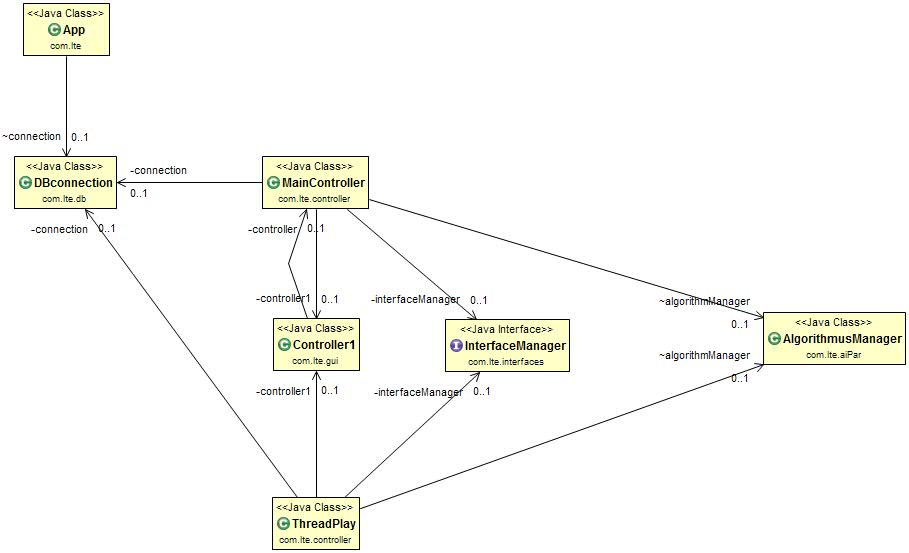 <<Java Class>>
C App
com.lte
~connection 0..1
<<Java Class>>
C DBconnection
com.lte.db
-connection
0..1
<<Java Class>>
C MainController
com.lte.controller
-connection 0..1
-controller 0..1
-controller1 0..1
-interfaceManager 0..1
~algorithmManager
0..1
<<Java Class>>
C Controller1
com.lte.gui
<<Java Interface>>
I InterfaceManager
com.lte.interfaces
<<Java Class>>
C AlgorithmusManager
com.lte.aiPar
~algorithmManager
0..1
-controller1 0..1
-interfaceManager 0..1
<<Java Class>>
C ThreadPlay
com.lte.controller